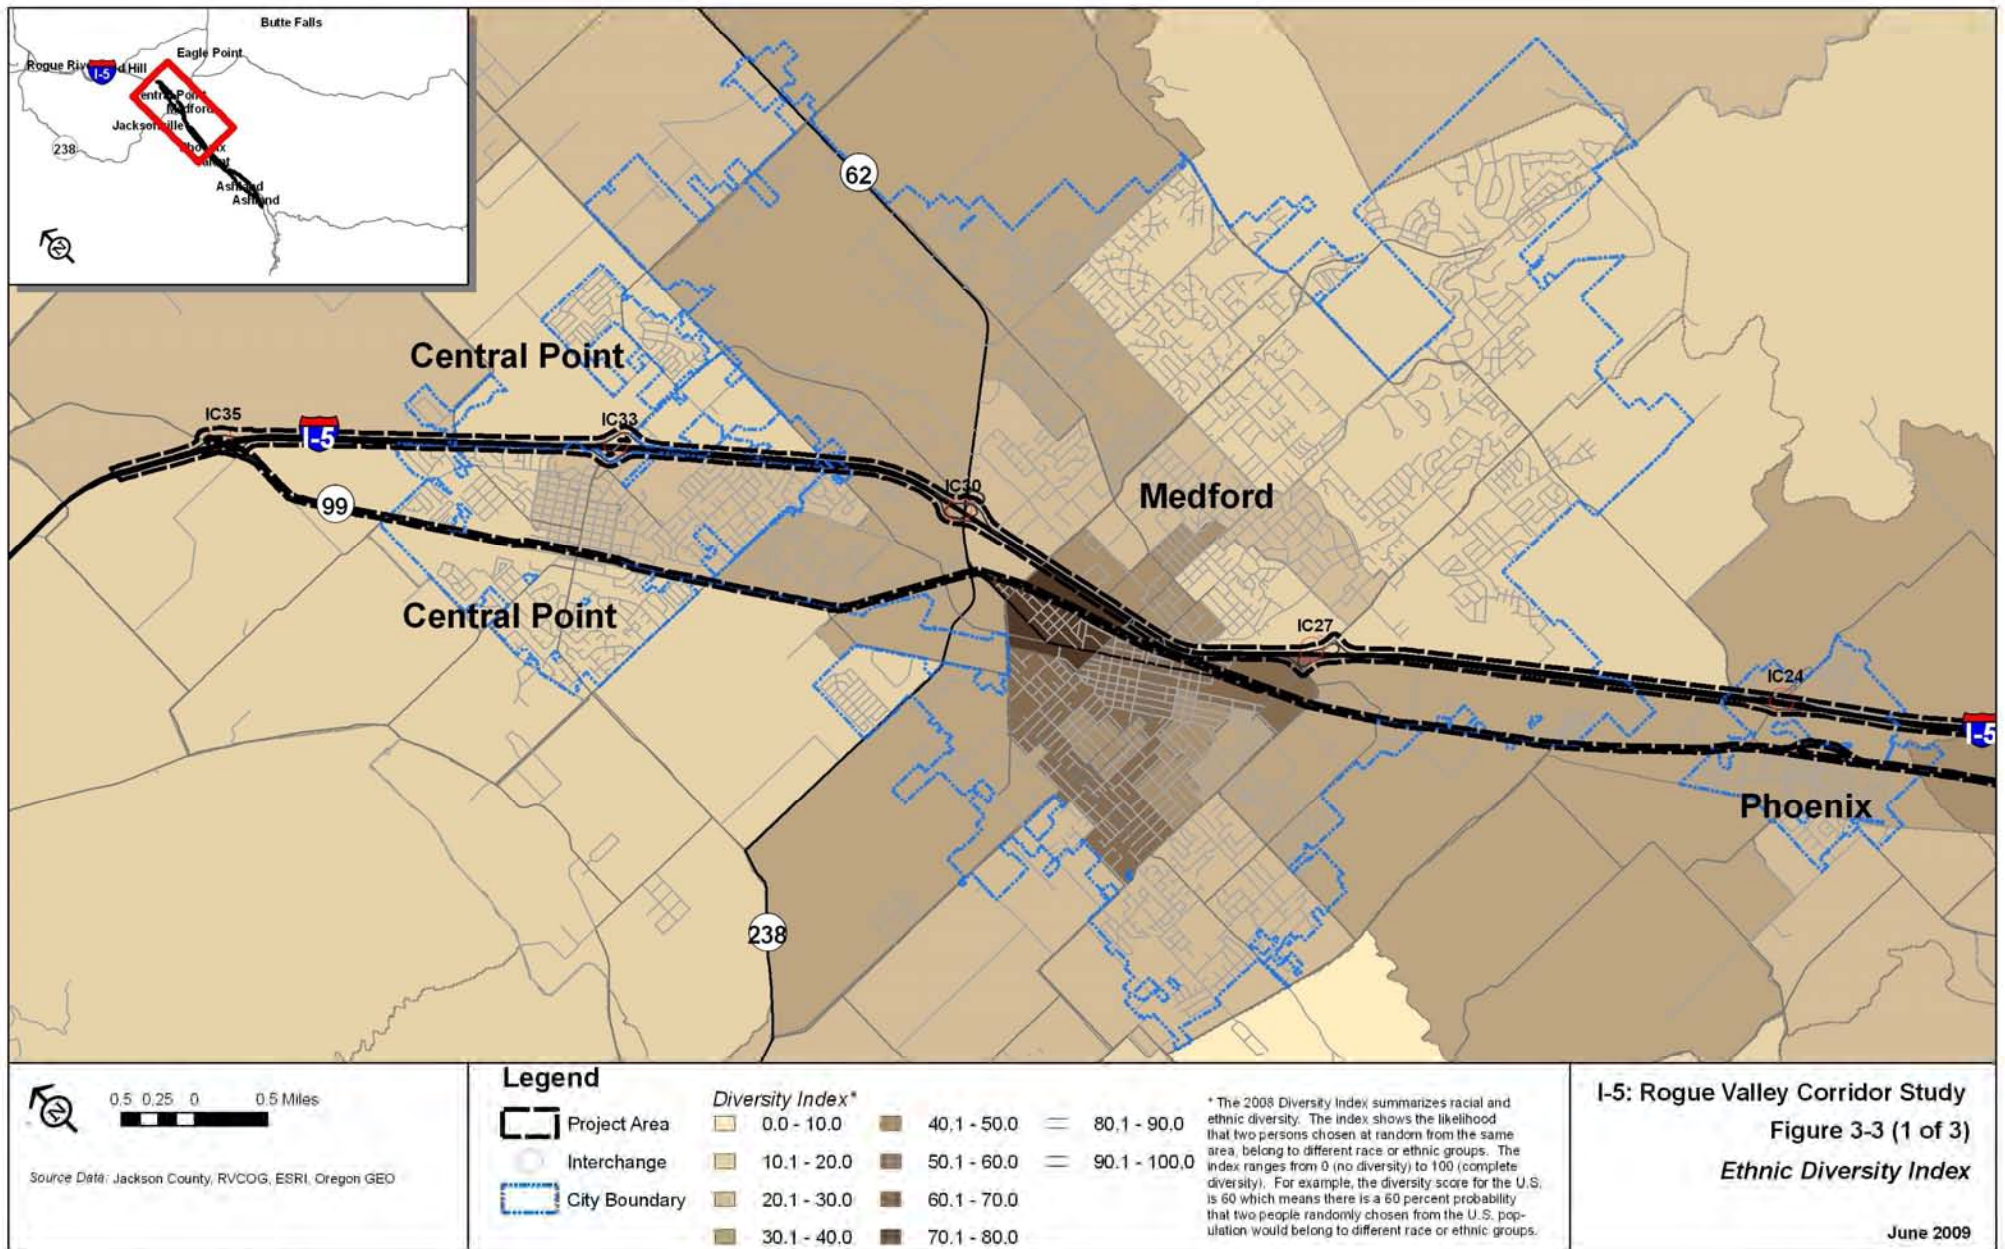 Butte Falls
Eagle Point
Rogue Riv
d Hill
I-5
entral Point
Medford
Jacksonville
238
Phoenix
Talent
Ashland
Ashland
N
62
Central Point
IC35
I-5
IC33
IC30
Medford
99
Central Point
IC27
IC24
I-5
Phoenix
238
N
0.5 0.25 0 0.5 Miles
Source Data: Jackson County, RVCOG, ESRI, Oregon GEO
Legend
Project Area
Interchange
City Boundary
Diversity Index*
0.0 - 10.0
10.1 - 20.0
20.1 - 30.0
30.1 - 40.0
40.1 - 50.0
50.1 - 60.0
60.1 - 70.0
70.1 - 80.0
80.1 - 90.0
90.1 - 100.0
* The 2008 Diversity Index summarizes racial and
ethnic diversity. The index shows the likelihood
that two persons chosen at random from the same
area, belong to different race or ethnic groups. The
index ranges from 0 (no diversity) to 100 (complete
diversity). For example, the diversity score for the U.S.
is 60 which means there is a 60 percent probability
that two people randomly chosen from the U.S. pop-
ulation would belong to different race or ethnic groups.
I-5: Rogue Valley Corridor Study
Figure 3-3 (1 of 3)
Ethnic Diversity Index
June 2009